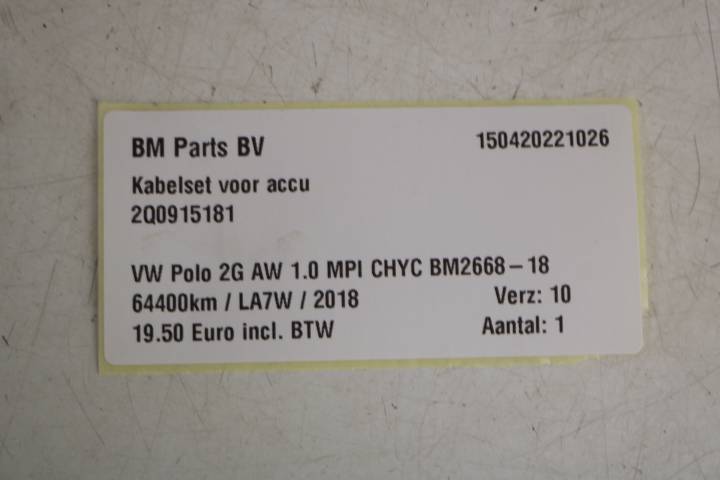 BM Parts BV 150420221026
Kabelset voor accu
2Q0915181
VW Polo 2G AW 1.0 MPI CHYC BM2668-18
64400km / LA7W / 2018 Verz: 10
19.50 Euro incl. BTW Aantal: 1